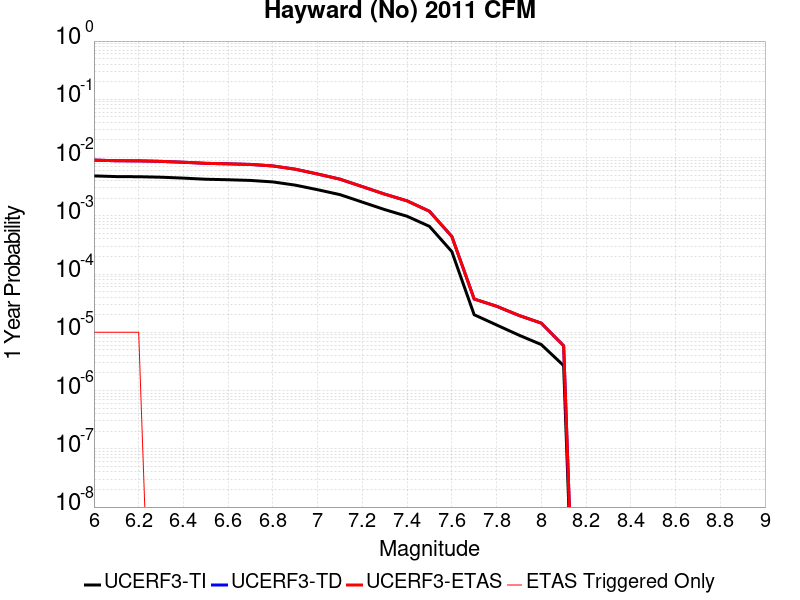 Hayward (No) 2011 CFM
10 0
10 -1
10 -2
10 -3
10 -4
10 -5
10 -6
10 -7
10 -8
1 Year Probability
6 6.2 6.4 6.6 6.8 7 7.2 7.4 7.6 7.8 8 8.2 8.4 8.6 8.8 9
Magnitude
UCERF3-TI UCERF3-TD UCERF3-ETAS ETAS Triggered Only